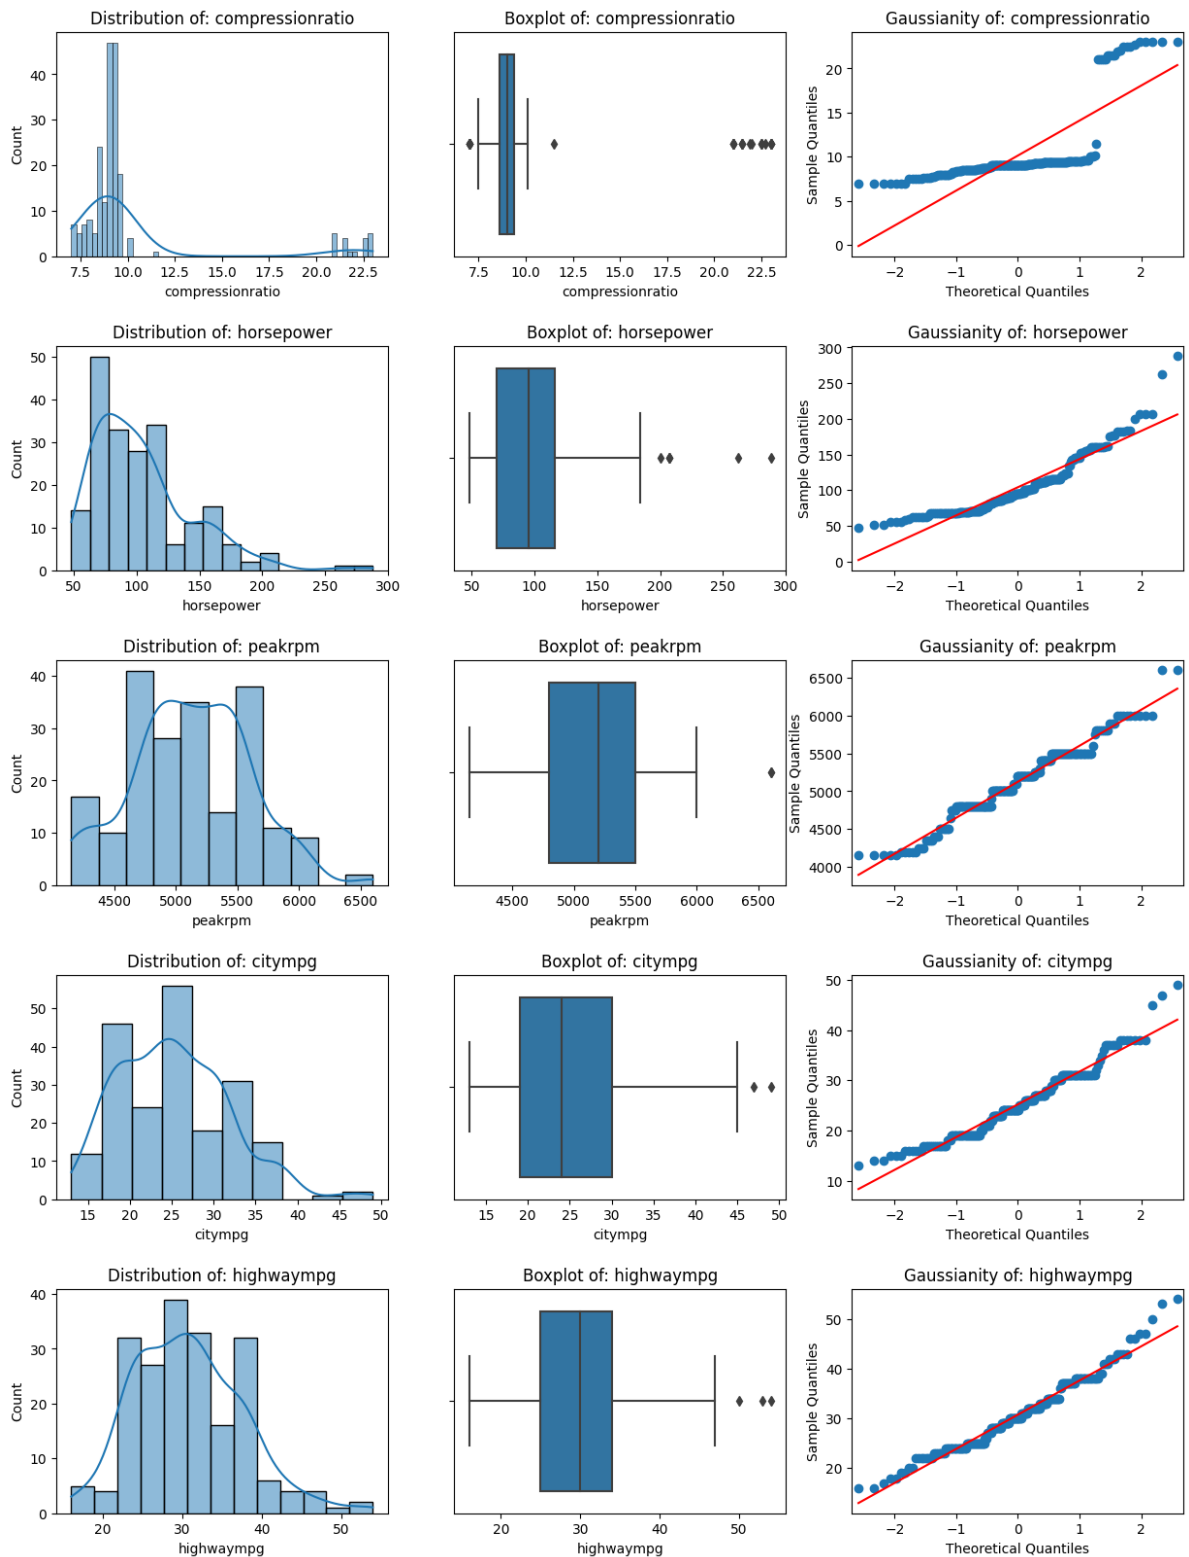 Distribution of: compressionratio
Boxplot of: compressionratio
Gaussianity of: compressionratio
40
30
20
10
0
Count
7.5 10.0 12.5 15.0 17.5 20.0 22.5
compressionratio
7.5 10.0 12.5 15.0 17.5 20.0 22.5
compressionratio
20
15
10
5
0
Sample Quantiles
−2 −1 0 1 2
Theoretical Quantiles
Distribution of: horsepower
Boxplot of: horsepower
Gaussianity of: horsepower
50
40
30
20
10
0
Count
50 100 150 200 250 300
horsepower
50 100 150 200 250 300
horsepower
300
250
200
150
100
50
0
Sample Quantiles
−2 −1 0 1 2
Theoretical Quantiles
Distribution of: peakrpm
Boxplot of: peakrpm
Gaussianity of: peakrpm
40
30
20
10
0
Count
4500 5000 5500 6000 6500
peakrpm
4500 5000 5500 6000 6500
peakrpm
6500
6000
5500
5000
4500
4000
Sample Quantiles
−2 −1 0 1 2
Theoretical Quantiles
Distribution of: citympg
Boxplot of: citympg
Gaussianity of: citympg
50
40
30
20
10
0
Count
15 20 25 30 35 40 45 50
citympg
15 20 25 30 35 40 45 50
citympg
50
40
30
20
10
Sample Quantiles
−2 −1 0 1 2
Theoretical Quantiles
Distribution of: highwaympg
Boxplot of: highwaympg
Gaussianity of: highwaympg
40
30
20
10
0
Count
20 30 40 50
highwaympg
20 30 40 50
highwaympg
50
40
30
20
Sample Quantiles
−2 −1 0 1 2
Theoretical Quantiles